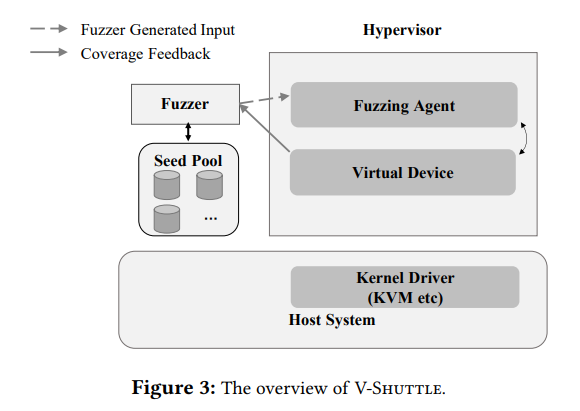 Fuzzer Generated Input
Coverage Feedback
Hypervisor
Fuzzer
Fuzzing Agent
Seed Pool
...
Virtual Device
Kernel Driver
(KVM etc)
Host System
Figure 3: The overview of V-SHUTTLE.